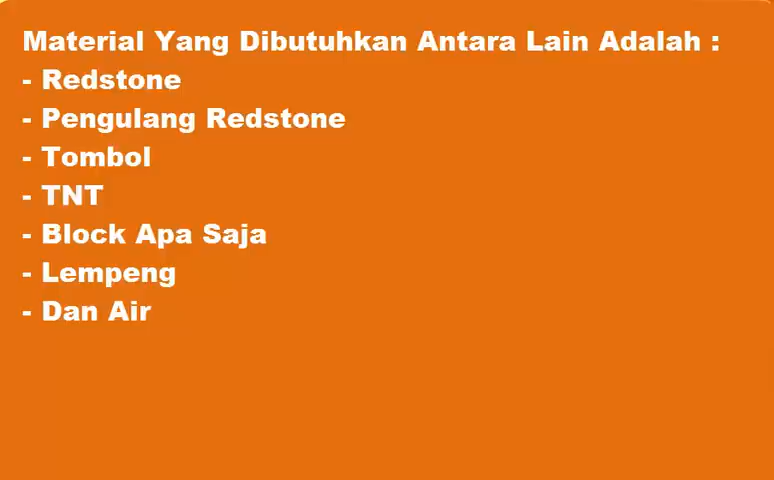 Material Yang Dibutuhkan Antara Lain Adalah :
- Redstone
- Pengulang Redstone
- Tombol
- TNT
- Block Apa Saja
- Lempeng
- Dan Air